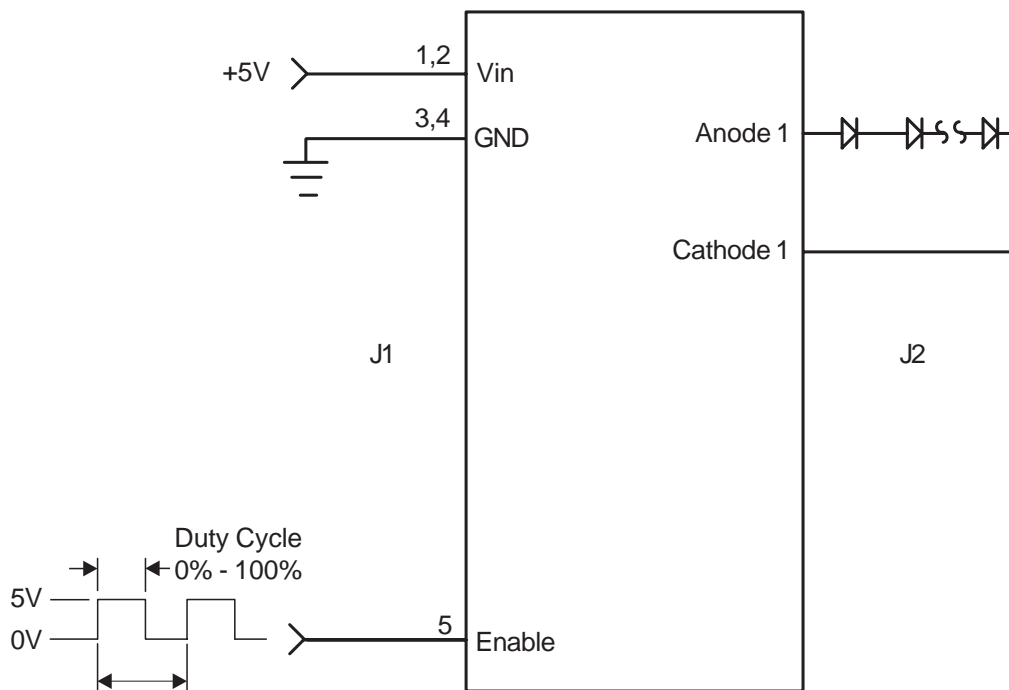 +5V
1,2
Vin
3,4
GND
Anode 1
Cathode 1
J1
J2
Duty Cycle
0% - 100%
5V
0V
5
Enable